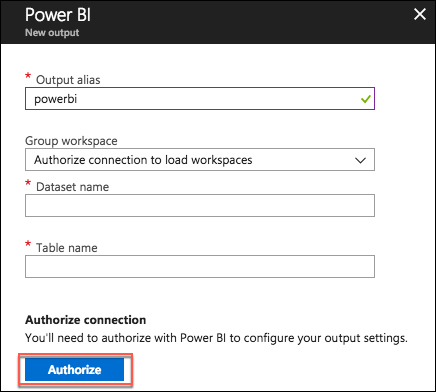 Power BI
New output
* Output alias
powerbi
Group workspace
Authorize connection to load workspaces
* Dataset name
* Table name
Authorize connection
You'll need to authorize with Power BI to configure your output settings.
Authorize